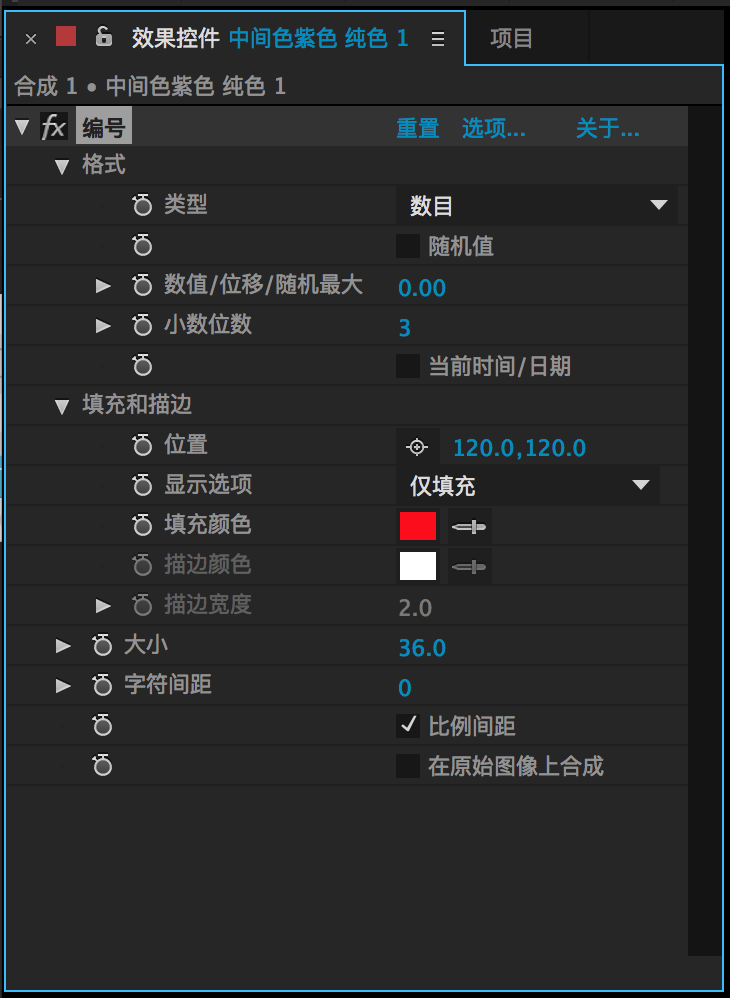 效果控件 中间色紫色 纯色 1 项目
合成 1 • 中间色紫色 纯色 1
fx 编号 重置 选项... 关于...
格式
类型 数目
随机值
数值/位移/随机最大 0.00
小数位数 3
当前时间/日期
填充和描边
位置 120.0,120.0
显示选项 仅填充
填充颜色
描边颜色
描边宽度 2.0
大小 36.0
字符间距 0
比例间距
在原始图像上合成